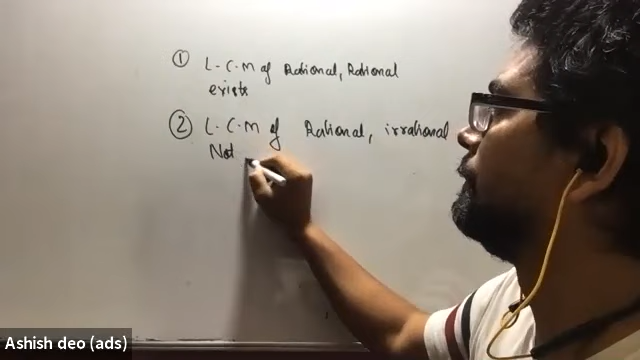 ① L.C.M of Rational, Rational
exists
② L.C.M of Rational, irrational
Not
Ashish deo (ads)